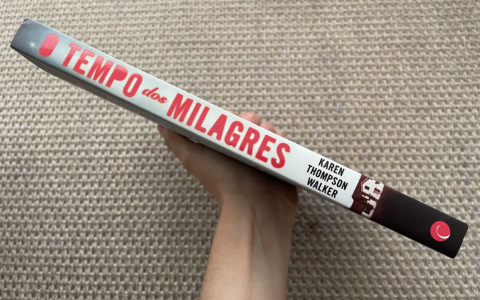 O TEMPO dos MILAGRES
KAREN
THOMPSON
WALKER